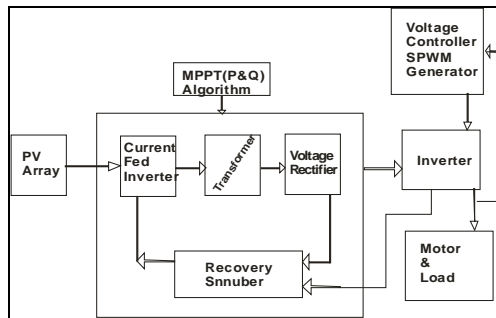 Voltage
Controller
SPWM
Generator
MPPT(P&Q)
Algorithm
PV
Array
Current
Fed
Inverter
Transformer
Voltage
Rectifier
Inverter
Recovery
Snnuber
Motor
&
Load